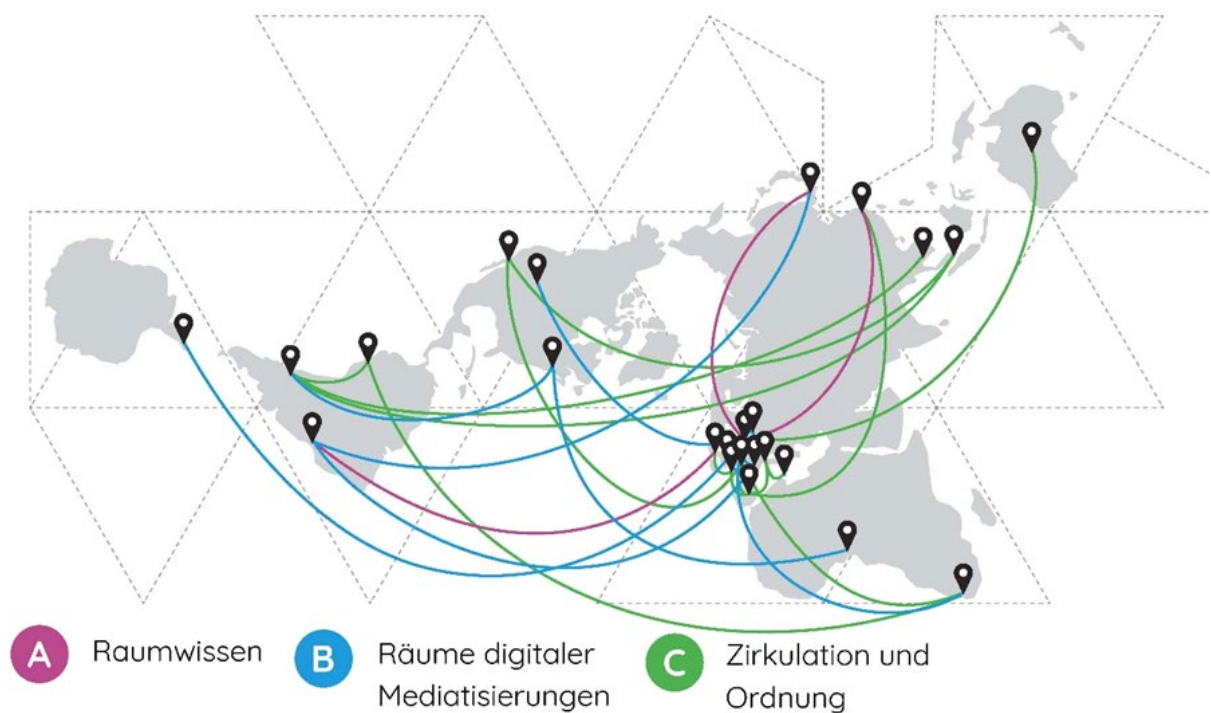 A Raumwissen
B Räume digitaler
Mediatisierungen
C Zirkulation und
Ordnung